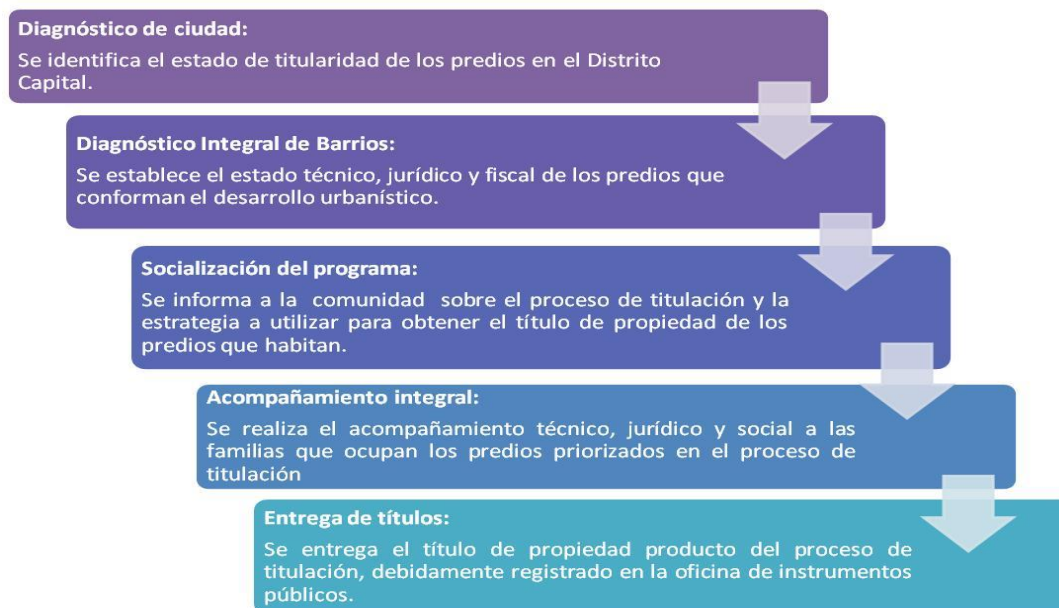 Diagnóstico de ciudad:
Se identifica el estado de titularidad de los predios en el Distrito
Capital.
Diagnóstico Integral de Barrios:
Se establece el estado técnico, jurídico y fiscal de los predios que
conforman el desarrollo urbanístico.
Socialización del programa:
Se informa a la comunidad sobre el proceso de titulación y la
estrategia a utilizar para obtener el título de propiedad de los
predios que habitan.
Acompañamiento integral:
Se realiza el acompañamiento técnico, jurídico y social a las
familias que ocupan los predios priorizados en el proceso de
titulación
Entrega de títulos:
Se entrega el título de propiedad producto del proceso de
titulación, debidamente registrado en la oficina de instrumentos
públicos.